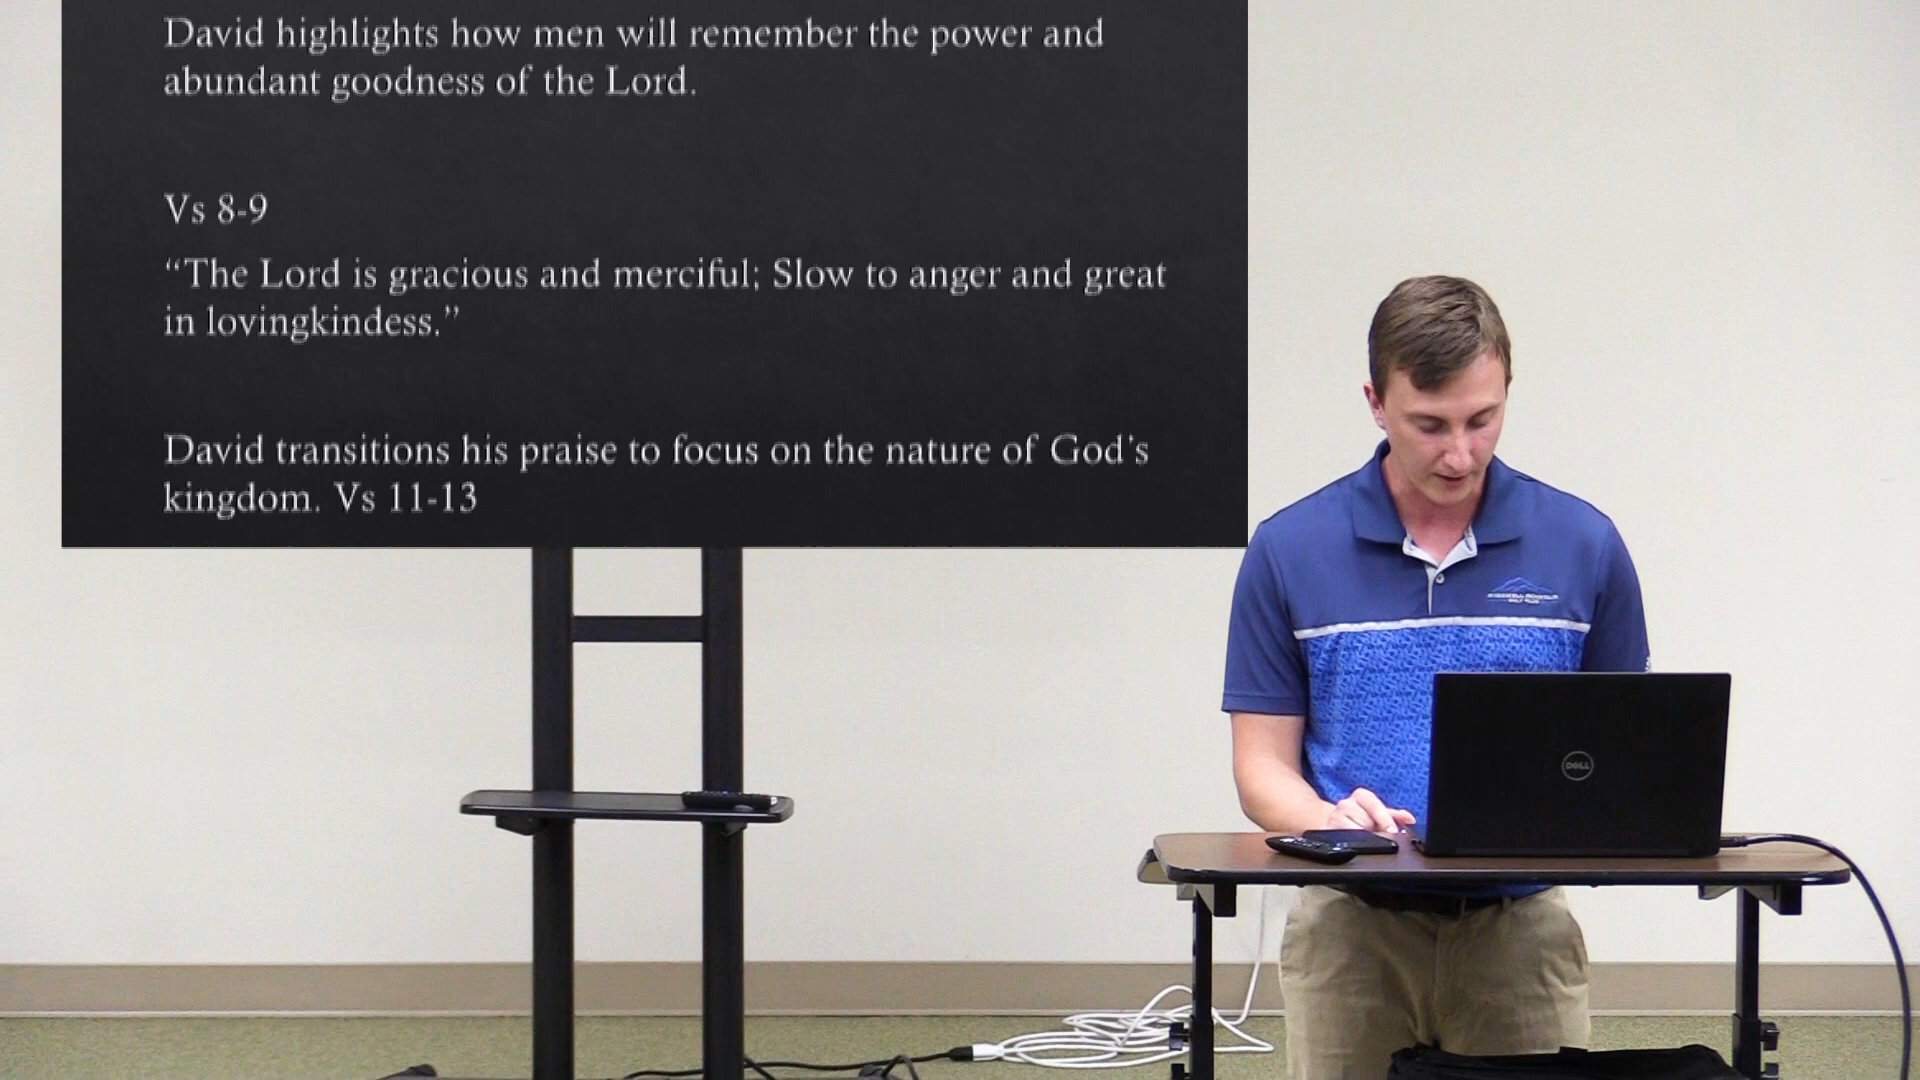 David highlights how men will remember the power and
abundant goodness of the Lord.
Vs 8-9
“The Lord is gracious and merciful; Slow to anger and great
in lovingkindess.”
David transitions his praise to focus on the nature of God's
kingdom. Vs 11-13
DELL